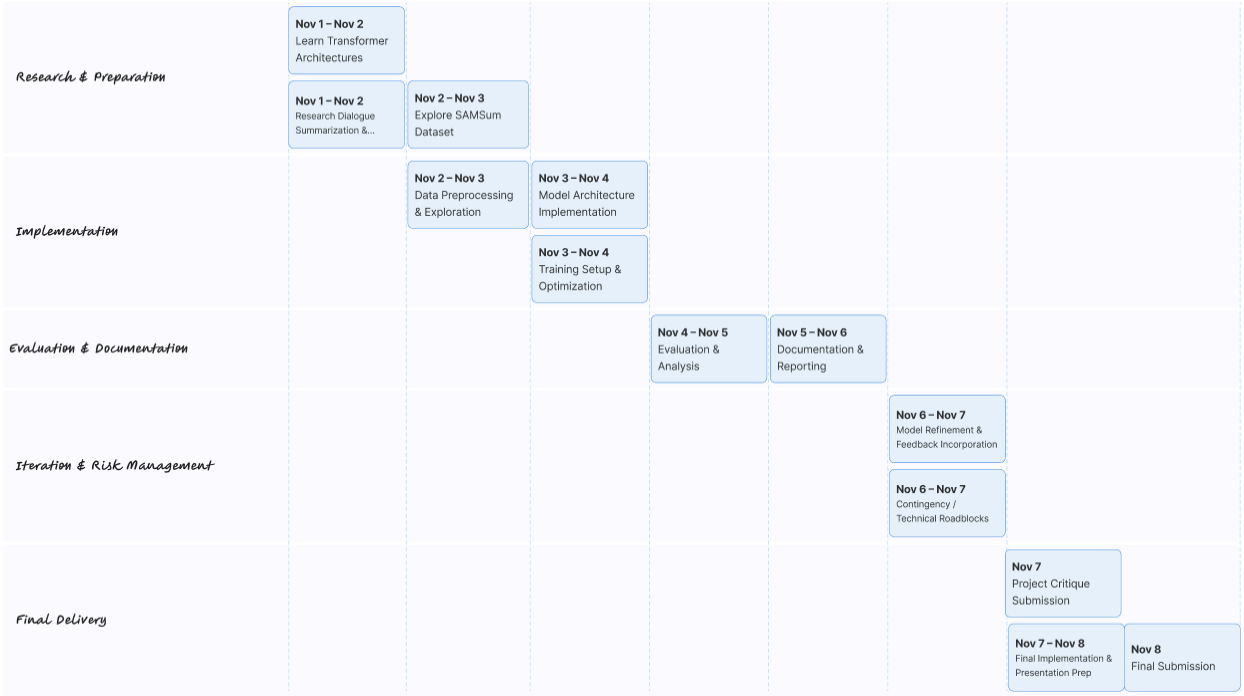 Research & Preparation
Nov 1 – Nov 2
Learn Transformer
Architectures
Nov 1 – Nov 2
Research Dialogue
Summarization &...
Nov 2 – Nov 3
Explore SAMSum
Dataset
Implementation
Nov 2 – Nov 3
Data Preprocessing
& Exploration
Nov 3 – Nov 4
Model Architecture
Implementation
Nov 3 – Nov 4
Training Setup &
Optimization
Evaluation & Documentation
Nov 4 – Nov 5
Evaluation &
Analysis
Nov 5 – Nov 6
Documentation &
Reporting
Iteration & Risk Management
Nov 6 – Nov 7
Model Refinement &
Feedback Incorporation
Nov 6 – Nov 7
Contingency /
Technical Roadblocks
Final Delivery
Nov 7
Project Critique
Submission
Nov 7 – Nov 8
Final Implementation &
Presentation Prep
Nov 8
Final Submission